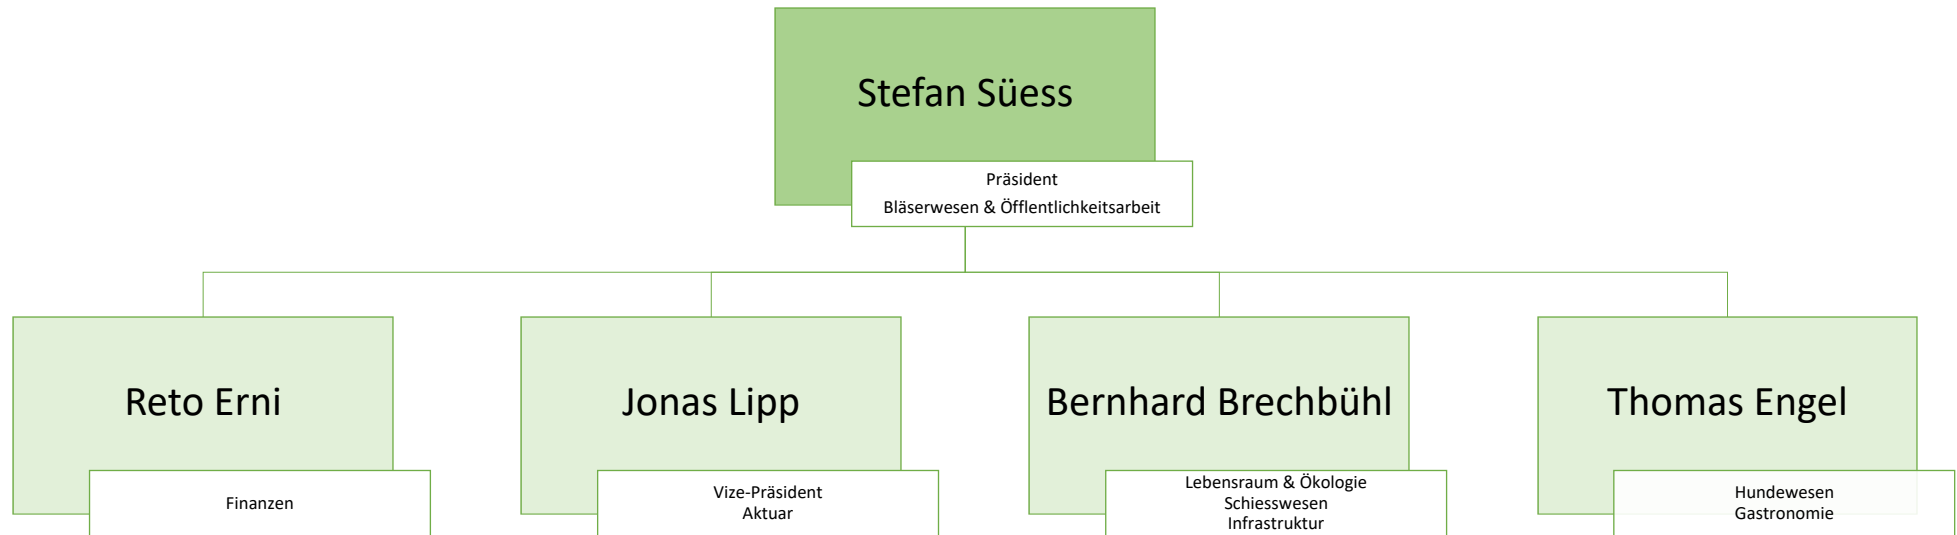 Stefan Süess
Präsident
Bläserwesen & Öfflentlichkeitsarbeit
Reto Erni
Finanzen
Jonas Lipp
Vize-Präsident
Aktuar
Bernhard Brechbühl
Lebensraum & Ökologie
Schiesswesen
Infrastruktur
Thomas Engel
Hundewesen
Gastronomie